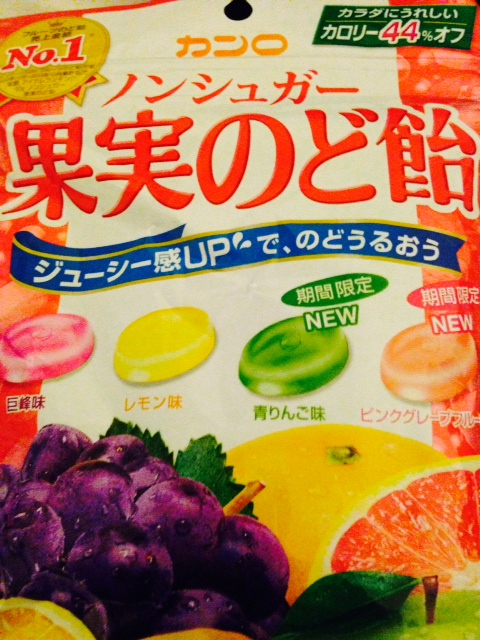 No.1
カンロ
カラダにうれしい
カロリー44%オフ
ノンシュガー
果実のど飴
ジューシー感UPで、のどうるおう
期間限定
NEW
期間限定
NEW
巨峰味
レモン味
青りんご味
ピンクグレープフルー